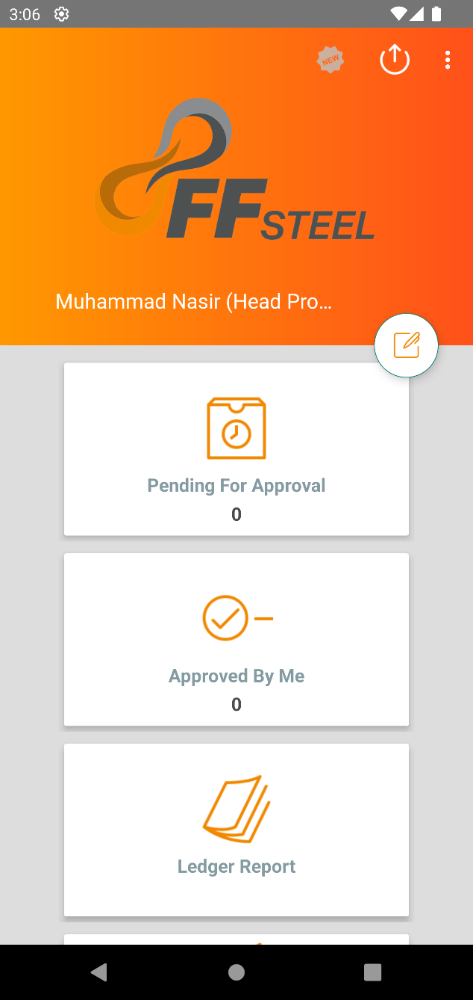 3:06
NEW
FF STEEL
Muhammad Nasir (Head Pro...
Pending For Approval
0
Approved By Me
0
Ledger Report